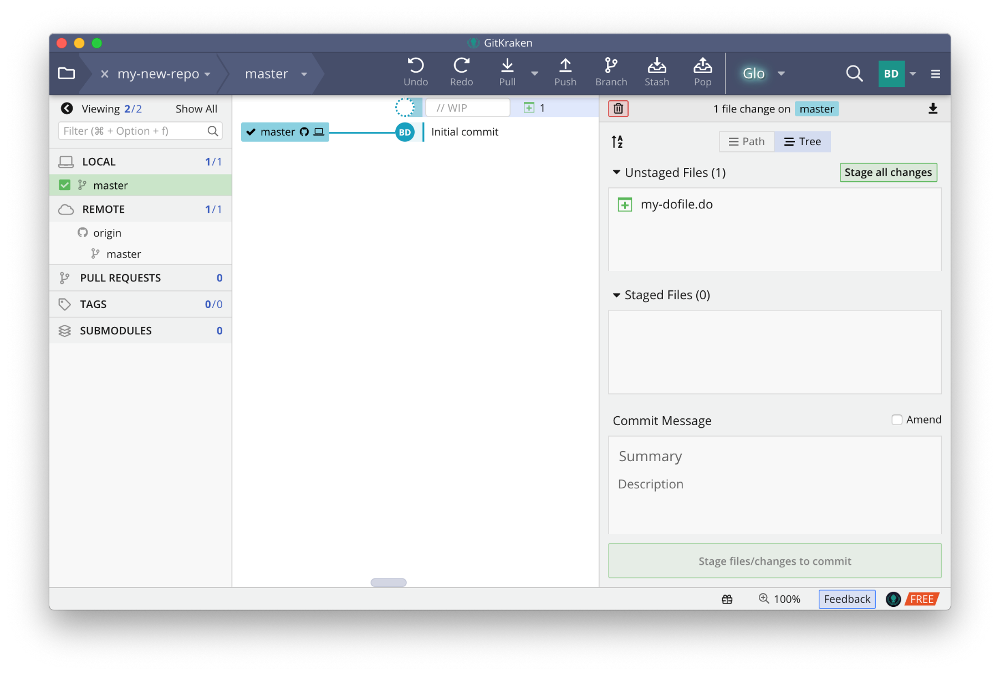 GitKraken
my-new-repo
master
Undo
Redo
Pull
Push
Branch
Stash
Pop
Glo
BD
Viewing 2/2
Show All
Filter (⌘ + Option + f)
LOCAL 1/1
master
REMOTE 1/1
origin
master
PULL REQUESTS 0
TAGS 0/0
SUBMODULES 0
// WIP
1
master
BD
Initial commit
1 file change on master
A
Z
Path
Tree
Unstaged Files (1)
Stage all changes
my-dofile.do
Staged Files (0)
Commit Message
Amend
Summary
Description
Stage files/changes to commit
100%
Feedback
FREE